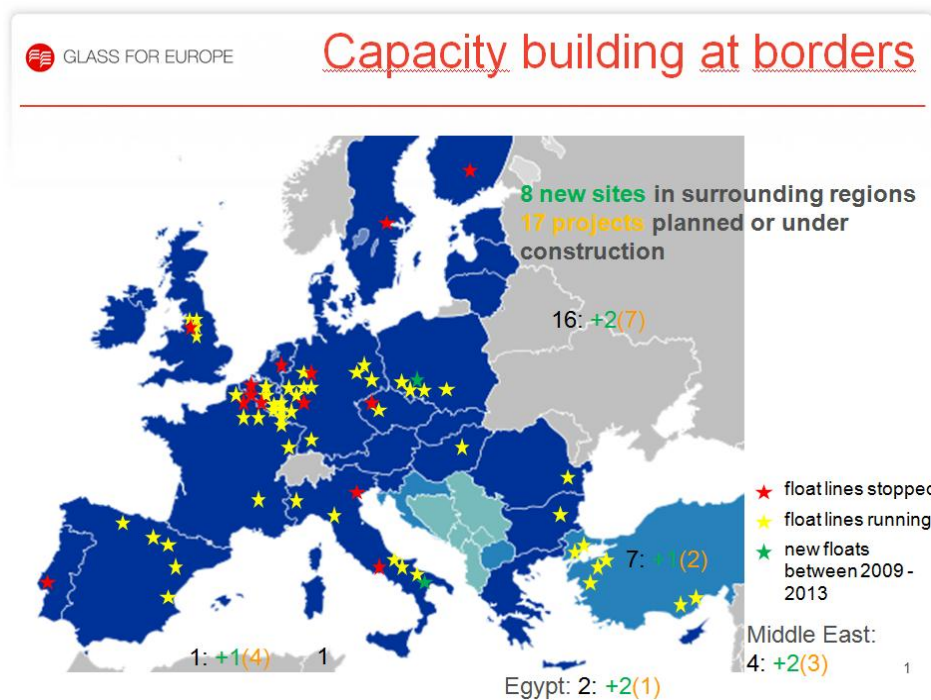 GLASS FOR EUROPE
Capacity building at borders
8 new sites in surrounding regions
17 projects planned or under
construction
16: +2(7)
float lines stopped
float lines running
new floats
between 2009 -
2013
7: +1(2)
Middle East:
4: +2(3)
1: +1(4)
1
Egypt: 2: +2(1)
1